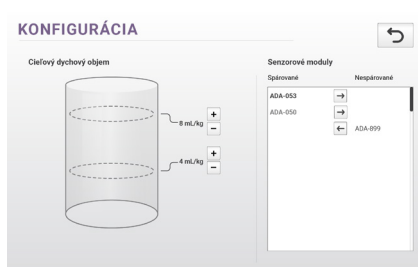 KONFIGURÁCIA
Cieľový dychový objem
8 mL/kg
+
−
4 mL/kg
+
−
Senzorové moduly
Spárované Nespárované
ADA-053 →
ADA-050 →
← ADA-899